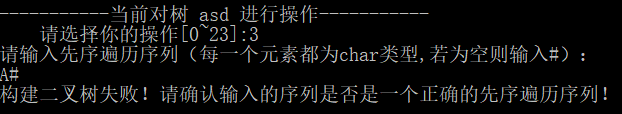 -----------当前对树 asd 进行操作-----------
请选择你的操作[0~23]:3
请输入先序遍历序列（每一个元素都为char类型,若为空则输入#）：
A#
构建二叉树失败！请确认输入的序列是否是一个正确的先序遍历序列！